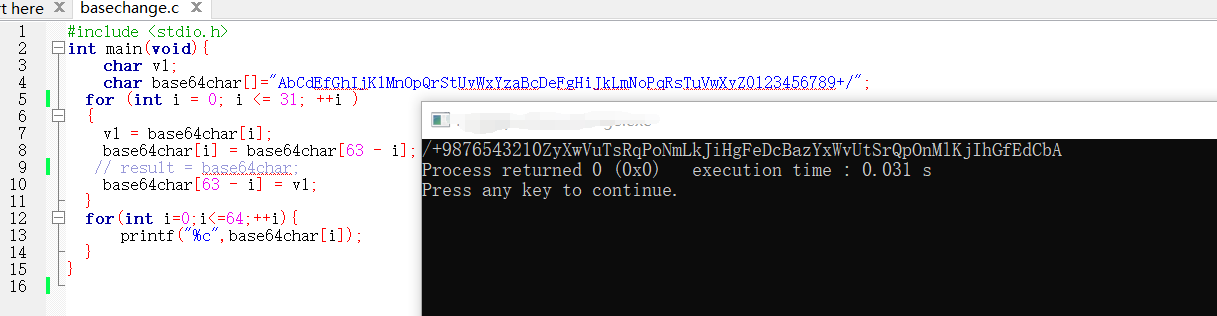 rt here basechange.c
1 #include <stdio.h>
2 int main(void){
3 char v1;
4 char base64char[]="AbCdEfGhIjKlMnOpQrStUvWxYzaBcDeFgHiJkLmNoPqRsTuVwXyZ0123456789+/";
5 for (int i = 0; i <= 31; ++i )
6 {
7 v1 = base64char[i];
8 base64char[i] = base64char[63 - i];
9 // result = base64char;
10 base64char[63 - i] = v1;
11 }
12 for(int i=0;i<=64;++i){
13 printf("%c",base64char[i]);
14 }
15 }
16
/+9876543210ZyXwVuTsRqPoNmLkJiHgFeDcBazYxWvUtSrQpOnMlKjIhGfEdCbA
Process returned 0 (0x0) execution time : 0.031 s
Press any key to continue.